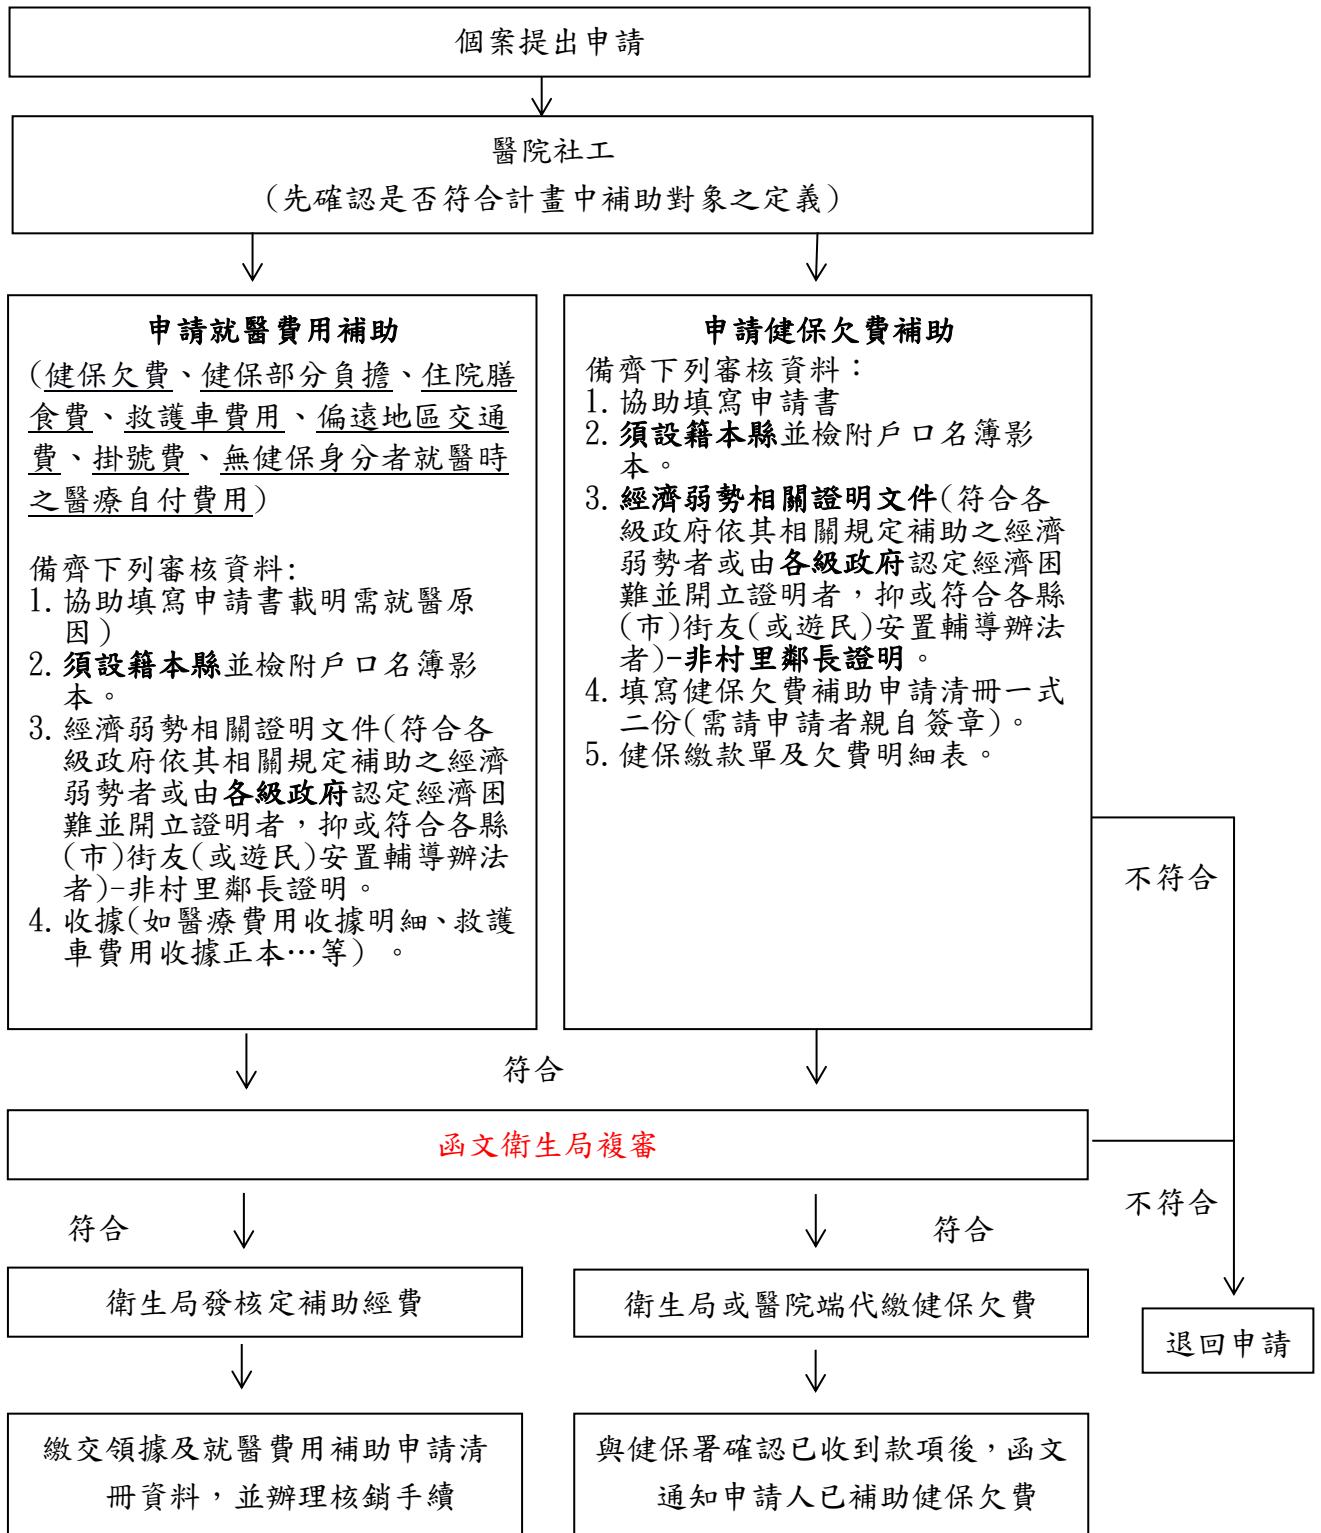 個案提出申請
醫院社工
(先確認是否符合計畫中補助對象之定義)
申請就醫費用補助
(健保欠費、健保部分負擔、住院膳
食費、救護車費用、偏遠地區交通
費、掛號費、無健保身分者就醫時
之醫療自付費用)
備齊下列審核資料:
1. 協助填寫申請書載明需就醫原
因)
2. 須設籍本縣並檢附戶口名簿影
本。
3. 經濟弱勢相關證明文件(符合各
級政府依其相關規定補助之經濟
弱勢者或由各級政府認定經濟困
難並開立證明者，抑或符合各縣
(市)街友(或遊民)安置輔導辦法
者)-非村里鄰長證明。
4. 收據(如醫療費用收據明細、救護
車費用收據正本…等) 。
申請健保欠費補助
備齊下列審核資料：
1. 協助填寫申請書
2. 須設籍本縣並檢附戶口名簿影
本。
3. 經濟弱勢相關證明文件(符合各
級政府依其相關規定補助之經濟
弱勢者或由各級政府認定經濟困
難並開立證明者，抑或符合各縣
(市)街友(或遊民)安置輔導辦法
者)-非村里鄰長證明。
4. 填寫健保欠費補助申請清冊一式
二份(需請申請者親自簽章)。
5. 健保繳款單及欠費明細表。
不符合
符合
函文衛生局複審
不符合
符合
符合
衛生局發核定補助經費
衛生局或醫院端代繳健保欠費
退回申請
繳交領據及就醫費用補助申請清
冊資料，並辦理核銷手續
與健保署確認已收到款項後，函文
通知申請人已補助健保欠費